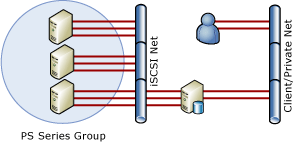 iSCSI Net
Client/Private Net
PS Series Group